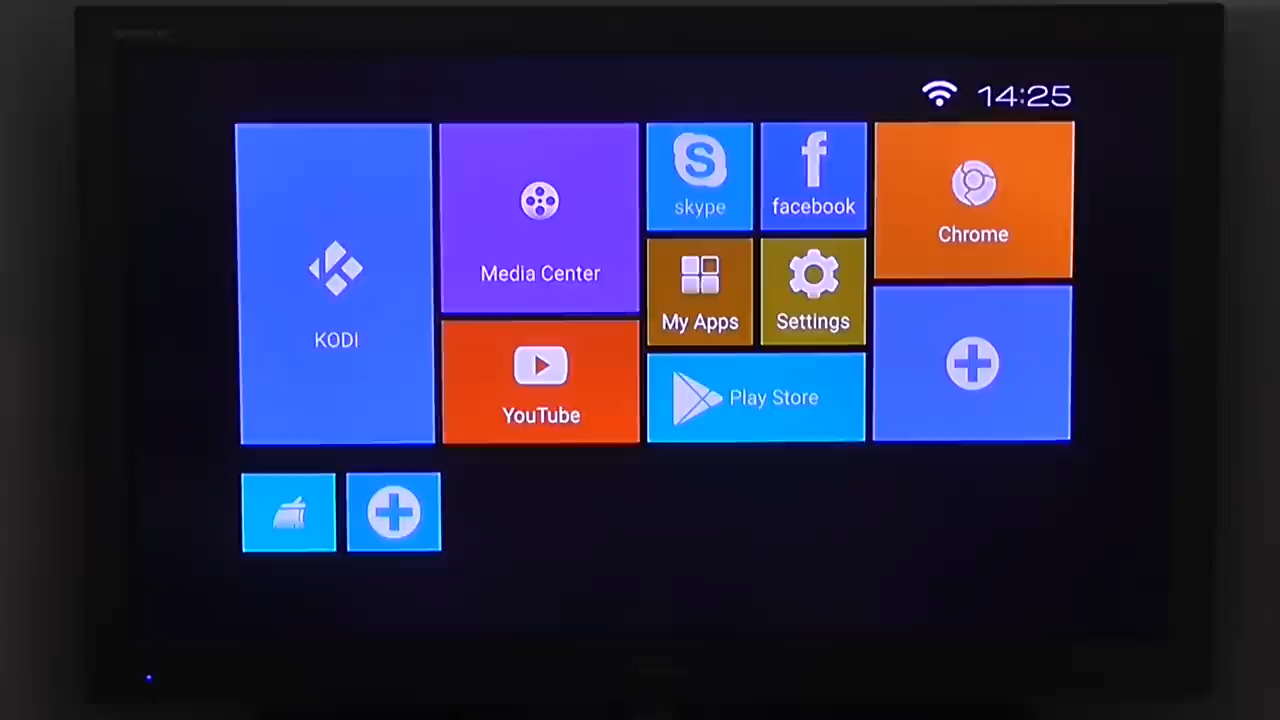 14:25
KODI
Media Center
YouTube
skype
facebook
My Apps
Settings
Play Store
Chrome